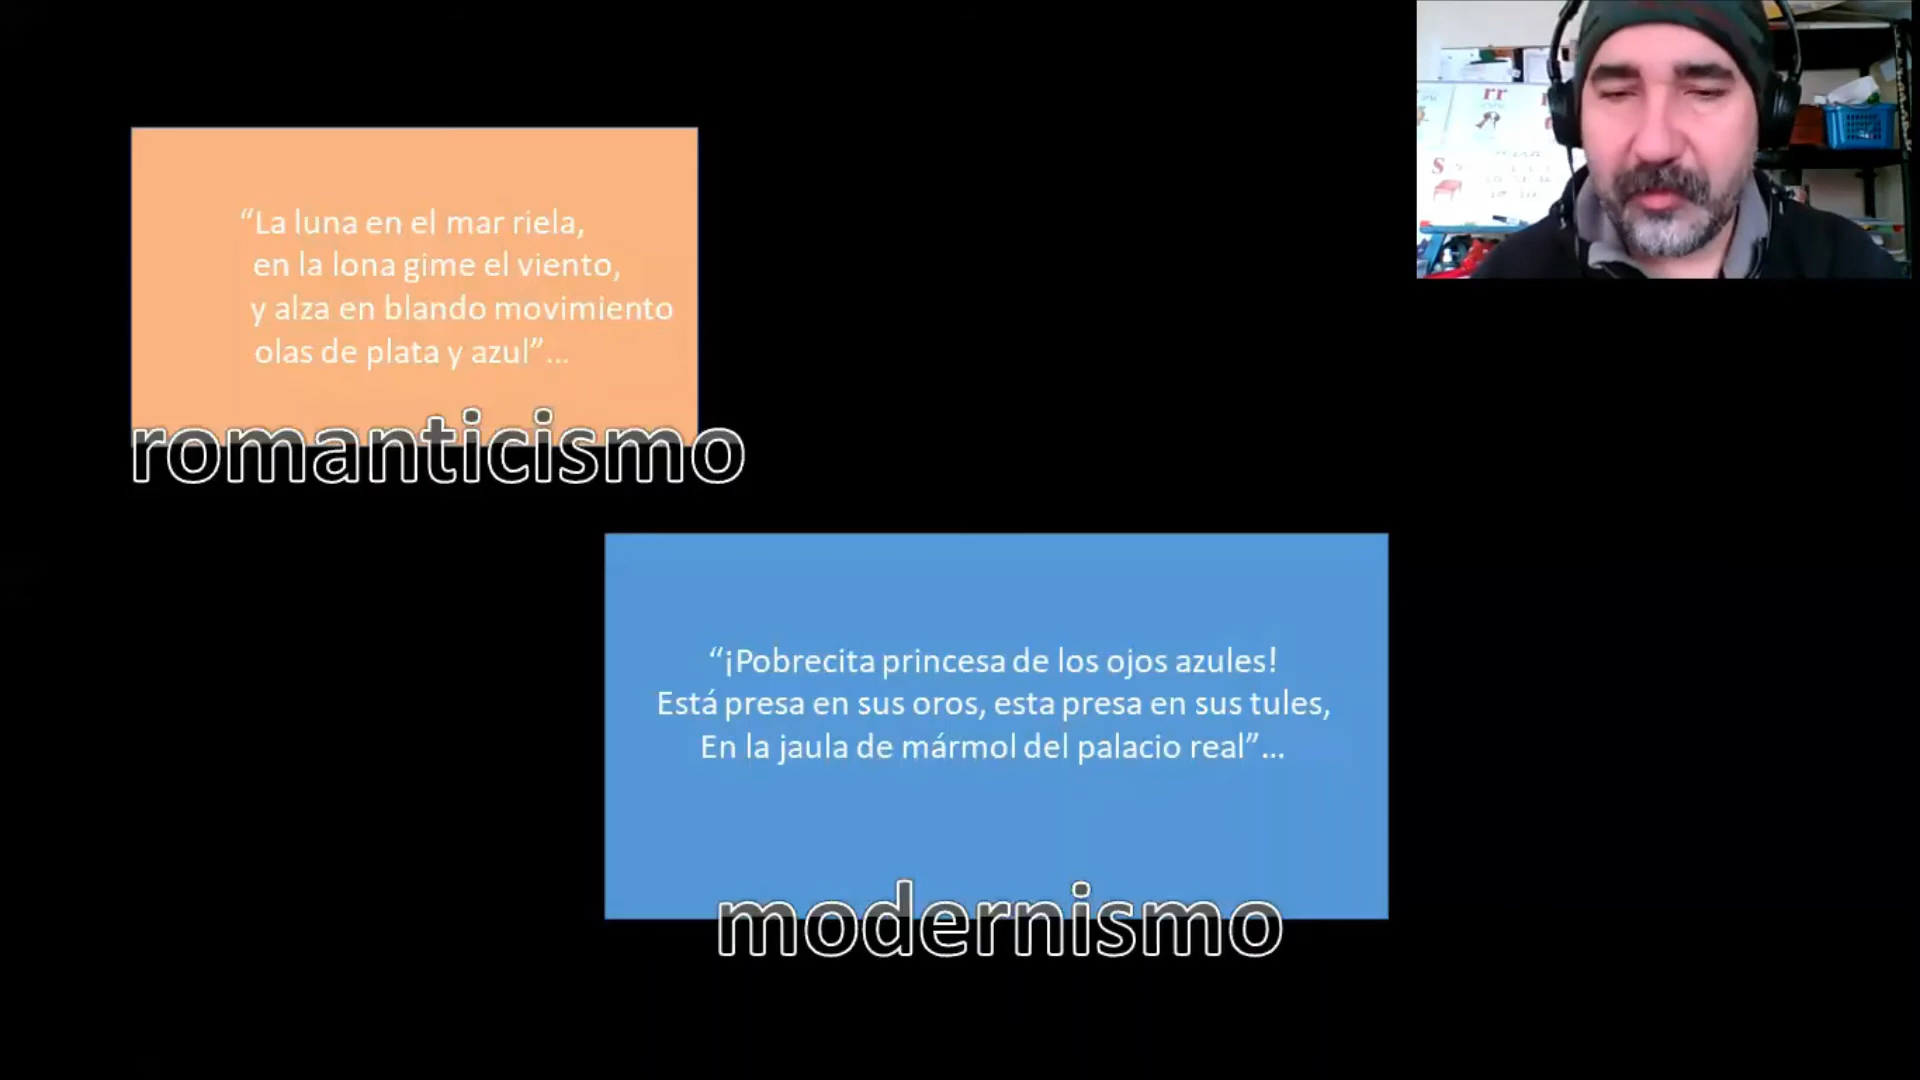 “La luna en el mar riela,
en la lona gime el viento,
y alza en blando movimiento
olas de plata y azul”...
romanticismo
“¡Pobrecita princesa de los ojos azules!
Está presa en sus oros, esta presa en sus tules,
En la jaula de mármol del palacio real”...
modernismo
rr
S s